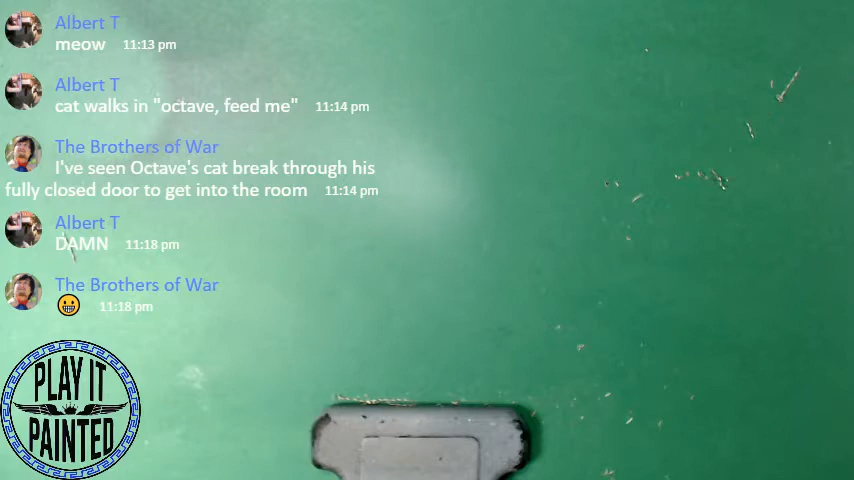 Albert T
meow 11:13 pm
Albert T
cat walks in "octave, feed me" 11:14 pm
The Brothers of War
I've seen Octave's cat break through his
fully closed door to get into the room 11:14 pm
Albert T
DAMN 11:18 pm
The Brothers of War
😀 11:18 pm
PLAY IT
PAINTED